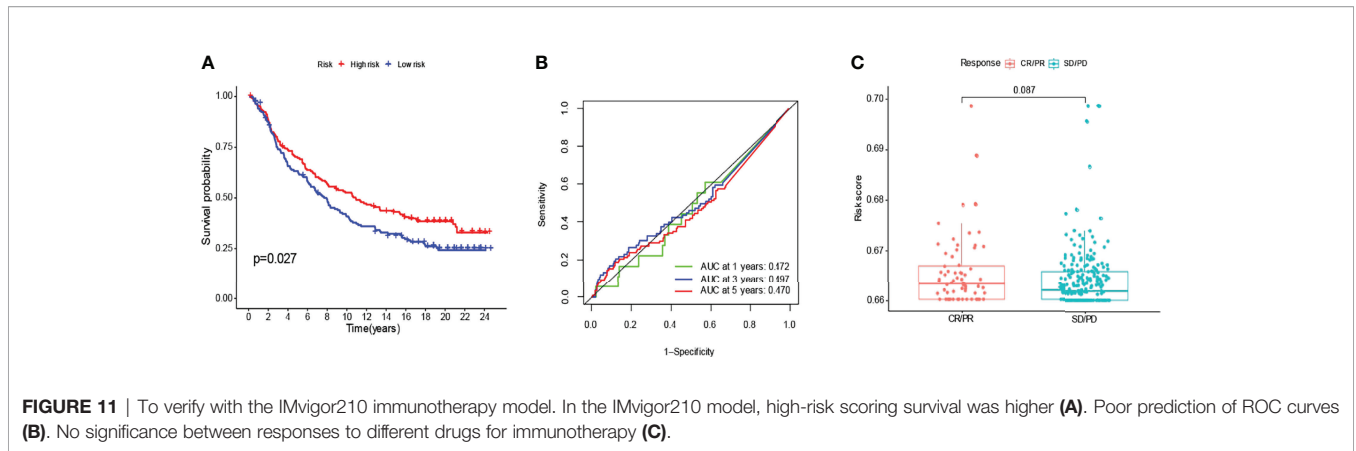 A
Risk High risk Low risk
1.00
0.75
0.50
0.25
0.00
Survival probability
p=0.027
0 2 4 6 8 10 12 14 16 18 20 22 24
Time(years)
B
1.0
0.8
0.6
0.4
0.2
0.0
Sensitivity
AUC at 1 years: 0.472
AUC at 3 years: 0.497
AUC at 5 years: 0.470
0.0 0.2 0.4 0.6 0.8 1.0
1–Specificity
C
Response CR/PR SD/PD
0.087
0.70
0.69
0.68
0.67
0.66
Risk score
CR/PR SD/PD
FIGURE 11 | To verify with the IMvigor210 immunotherapy model. In the IMvigor210 model, high-risk scoring survival was higher (A). Poor prediction of ROC curves
(B). No significance between responses to different drugs for immunotherapy (C).